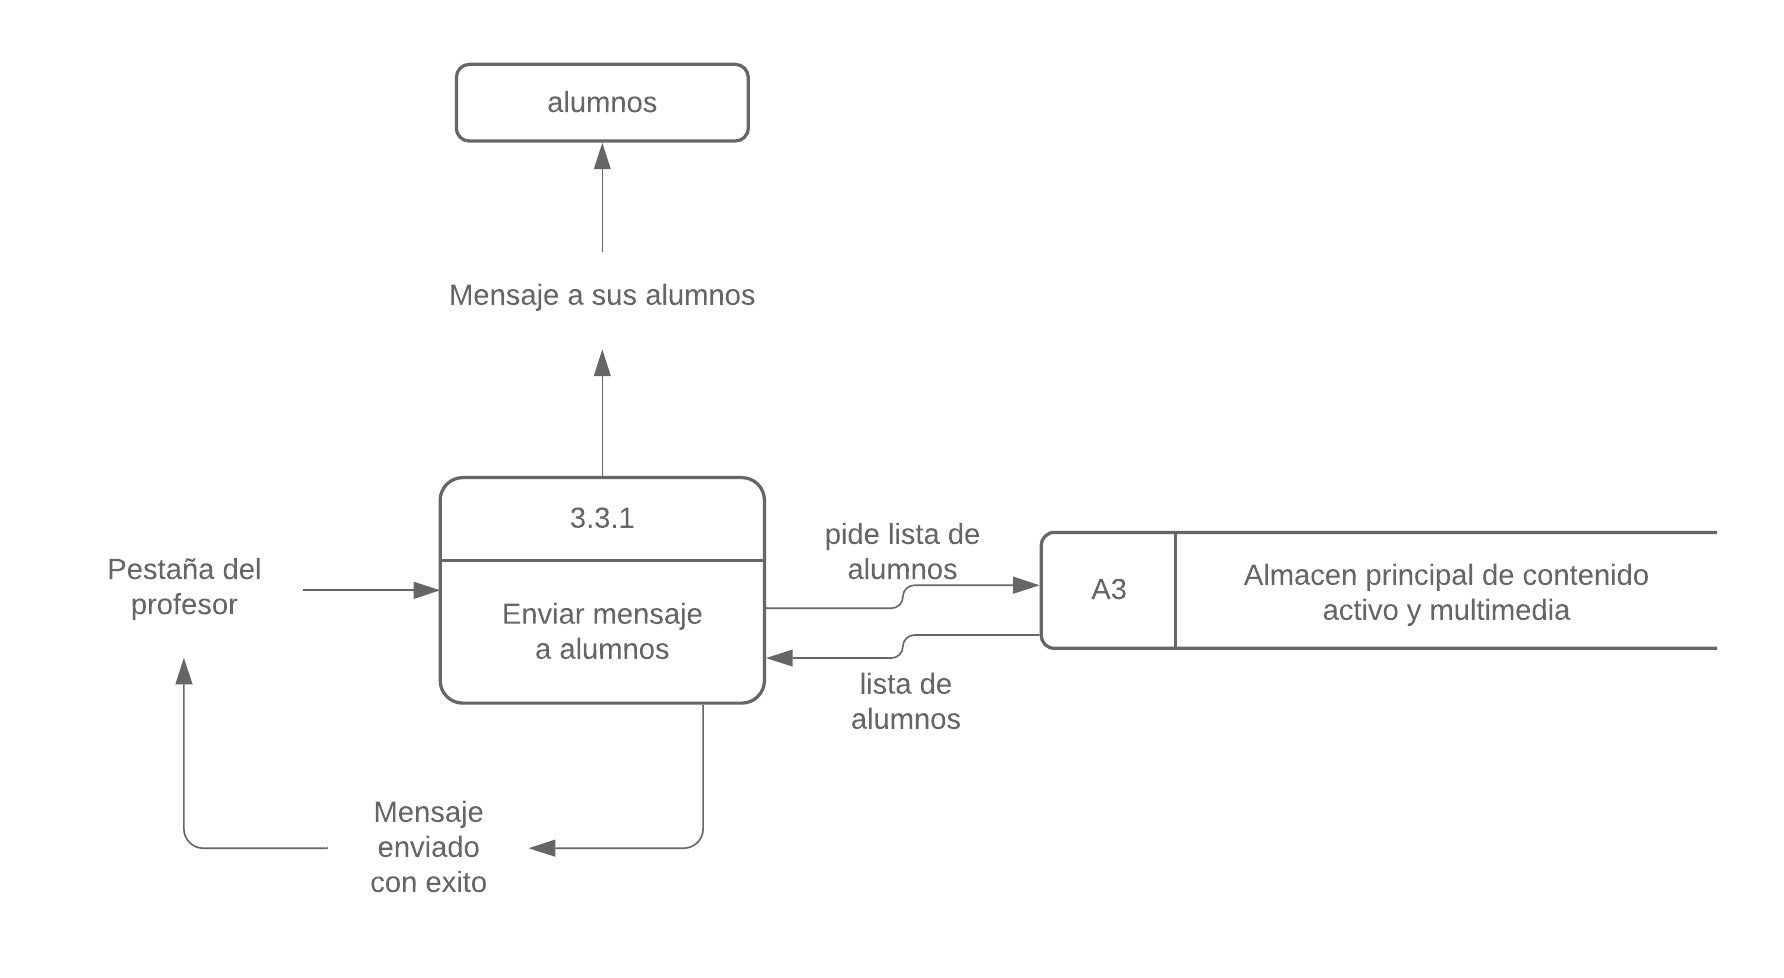 alumnos
Mensaje a sus alumnos
3.3.1
Pestaña del
profesor
Enviar mensaje
a alumnos
pide lista de
alumnos
A3
Almacen principal de contenido
activo y multimedia
lista de
alumnos
Mensaje
enviado
con exito